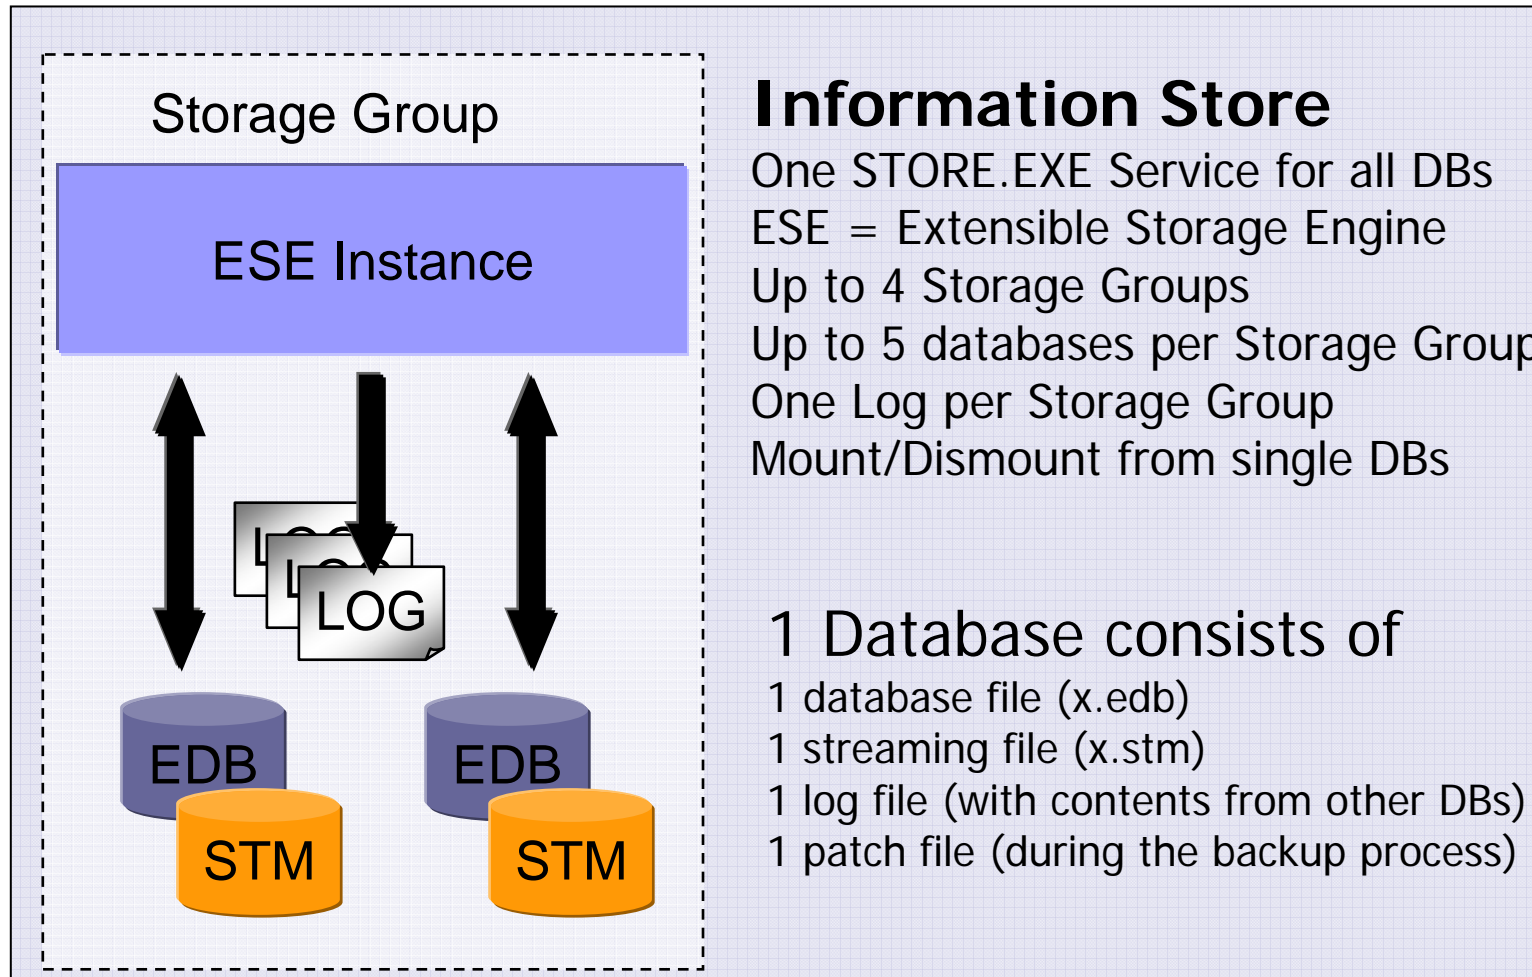 Storage Group
ESE Instance
LOG
LOG
LOG
EDB
EDB
STM
STM
Information Store
One STORE.EXE Service for all DBs
ESE = Extensible Storage Engine
Up to 4 Storage Groups
Up to 5 databases per Storage Group
One Log per Storage Group
Mount/Dismount from single DBs
1 Database consists of
1 database file (x.edb)
1 streaming file (x.stm)
1 log file (with contents from other DBs)
1 patch file (during the backup process)